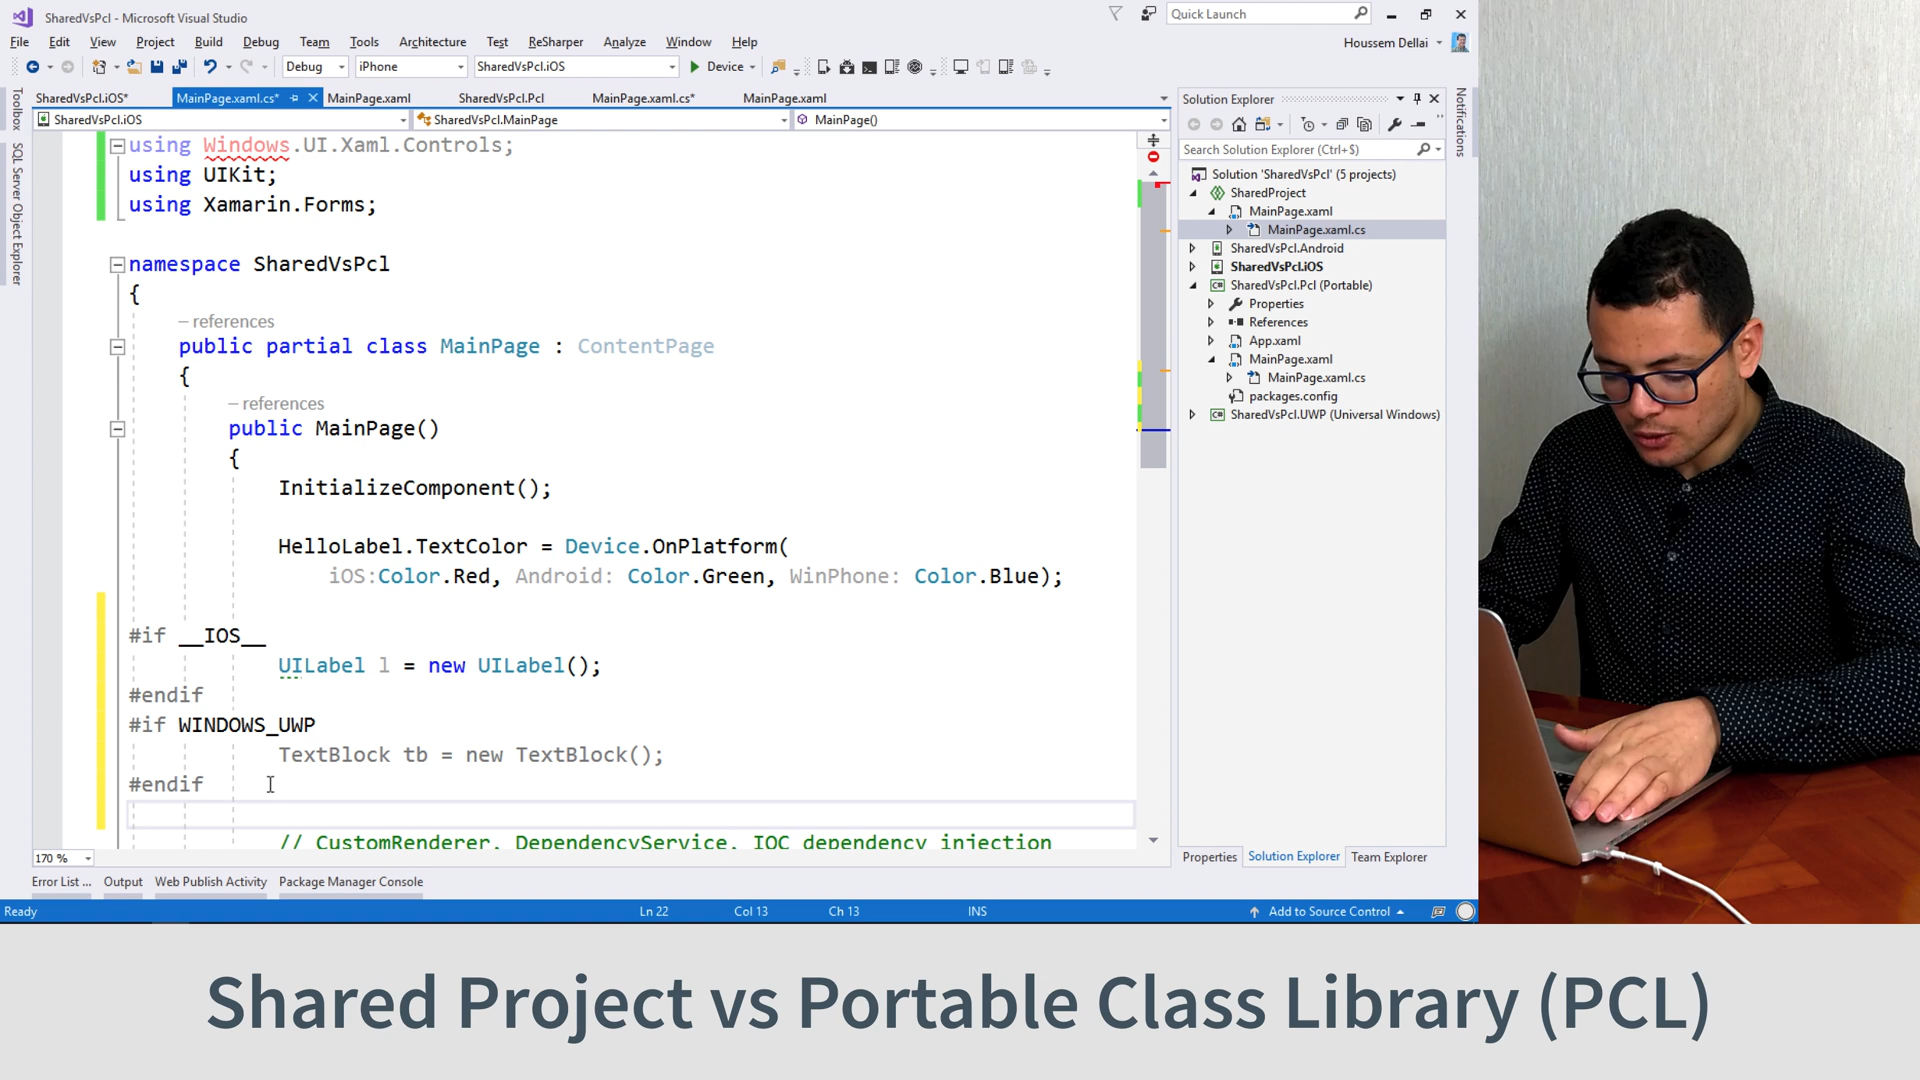 SharedVsPcl - Microsoft Visual Studio
Quick Launch
File Edit View Project Build Debug Team Tools Architecture Test ReSharper Analyze Window Help
Houssem Dellai
Debug iPhone SharedVsPcl.iOS Device
SharedVsPcl.iOS* MainPage.xaml.cs* MainPage.xaml SharedVsPcl.Pcl MainPage.xaml.cs* MainPage.xaml
SharedVsPcl.iOS SharedVsPcl.MainPage MainPage()
Toolbox
SQL Server Object Explorer
using Windows.UI.Xaml.Controls;
using UIKit;
using Xamarin.Forms;
namespace SharedVsPcl
{
– references
public partial class MainPage : ContentPage
{
– references
public MainPage()
{
InitializeComponent();
HelloLabel.TextColor = Device.OnPlatform(
iOS:Color.Red, Android: Color.Green, WinPhone: Color.Blue);
#if __IOS__
UILabel l = new UILabel();
#endif
#if WINDOWS_UWP
TextBlock tb = new TextBlock();
#endif
// CustomRenderer, DependencyService, IOC dependency injection
170 %
Solution Explorer
Search Solution Explorer (Ctrl+$)
Solution 'SharedVsPcl' (5 projects)
SharedProject
MainPage.xaml
MainPage.xaml.cs
SharedVsPcl.Android
SharedVsPcl.iOS
SharedVsPcl.Pcl (Portable)
Properties
References
App.xaml
MainPage.xaml
MainPage.xaml.cs
packages.config
SharedVsPcl.UWP (Universal Windows)
Notifications
Properties Solution Explorer Team Explorer
Error List ... Output Web Publish Activity Package Manager Console
Ready Ln 22 Col 13 Ch 13 INS Add to Source Control
Shared Project vs Portable Class Library (PCL)